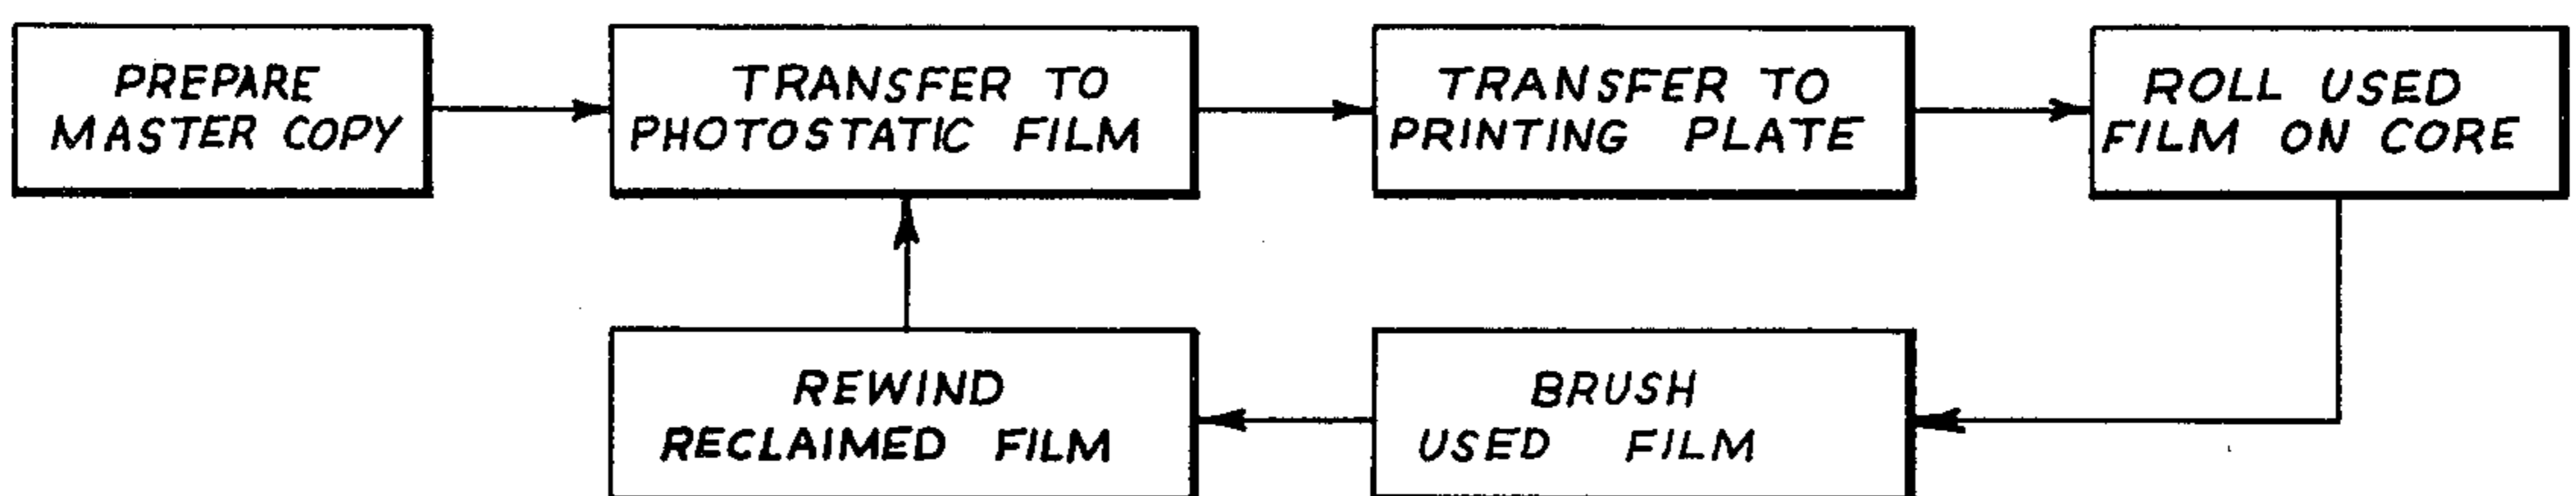 PREPARE
MASTER COPY
TRANSFER TO
PHOTOSTATIC FILM
TRANSFER TO
PRINTING PLATE
ROLL USED
FILM ON CORE
REWIND
RECLAIMED FILM
BRUSH
USED FILM